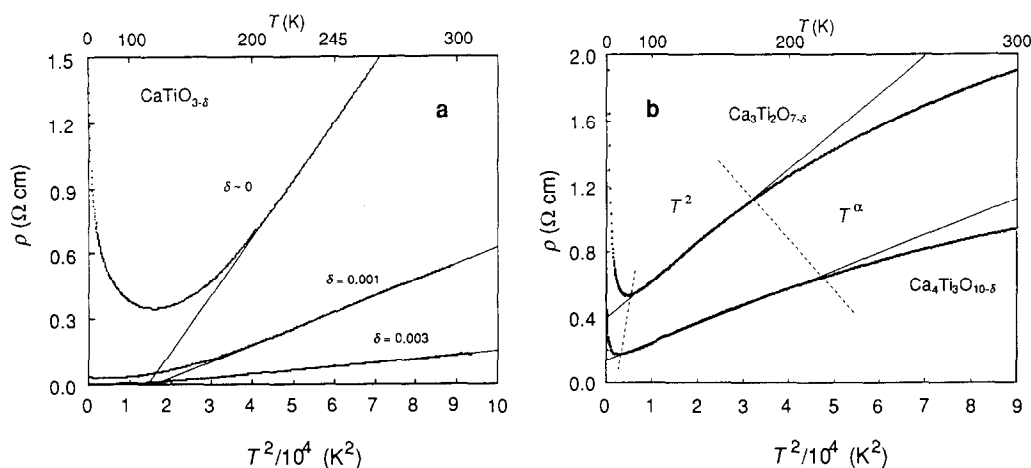 T (K)
0 100 200 245 300
1.5
1.2
0.9
0.6
0.3
0.0
ρ (Ω cm)
CaTiO3-δ
a
δ ~ 0
δ = 0.001
δ = 0.003
0 1 2 3 4 5 6 7 8 9 10
T²/10⁴ (K²)
T (K)
0 100 200 300
2.0
1.6
1.2
0.8
0.4
0.0
ρ (Ω cm)
b
Ca3Ti2O7-δ
T²
Tα
Ca4Ti3O10-δ
0 1 2 3 4 5 6 7 8 9
T²/10⁴ (K²)